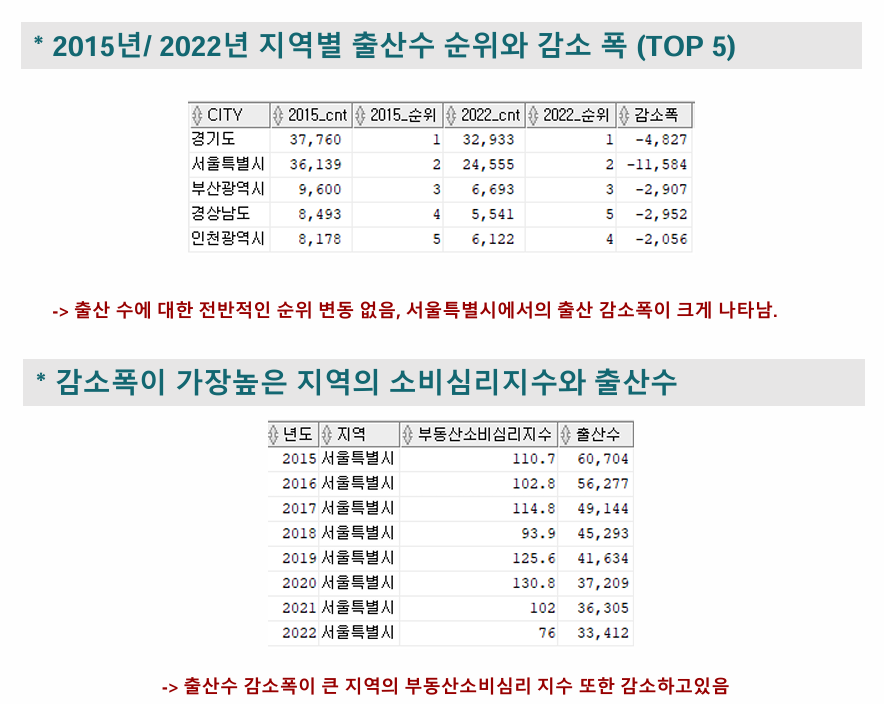 * 2015년/ 2022년 지역별 출산수 순위와 감소 폭 (TOP 5)
CITY 2015_cnt 2015_순위 2022_cnt 2022_순위 감소폭
경기도 37,760 1 32,933 1 -4,827
서울특별시 36,139 2 24,555 2 -11,584
부산광역시 9,600 3 6,693 3 -2,907
경상남도 8,493 4 5,541 5 -2,952
인천광역시 8,178 5 6,122 4 -2,056
-> 출산 수에 대한 전반적인 순위 변동 없음, 서울특별시에서의 출산 감소폭이 크게 나타남.
* 감소폭이 가장높은 지역의 소비심리지수와 출산수
년도 지역 부동산소비심리지수 출산수
2015 서울특별시 110.7 60,704
2016 서울특별시 102.8 56,277
2017 서울특별시 114.8 49,144
2018 서울특별시 93.9 45,293
2019 서울특별시 125.6 41,634
2020 서울특별시 130.8 37,209
2021 서울특별시 102 36,305
2022 서울특별시 76 33,412
-> 출산수 감소폭이 큰 지역의 부동산소비심리 지수 또한 감소하고있음